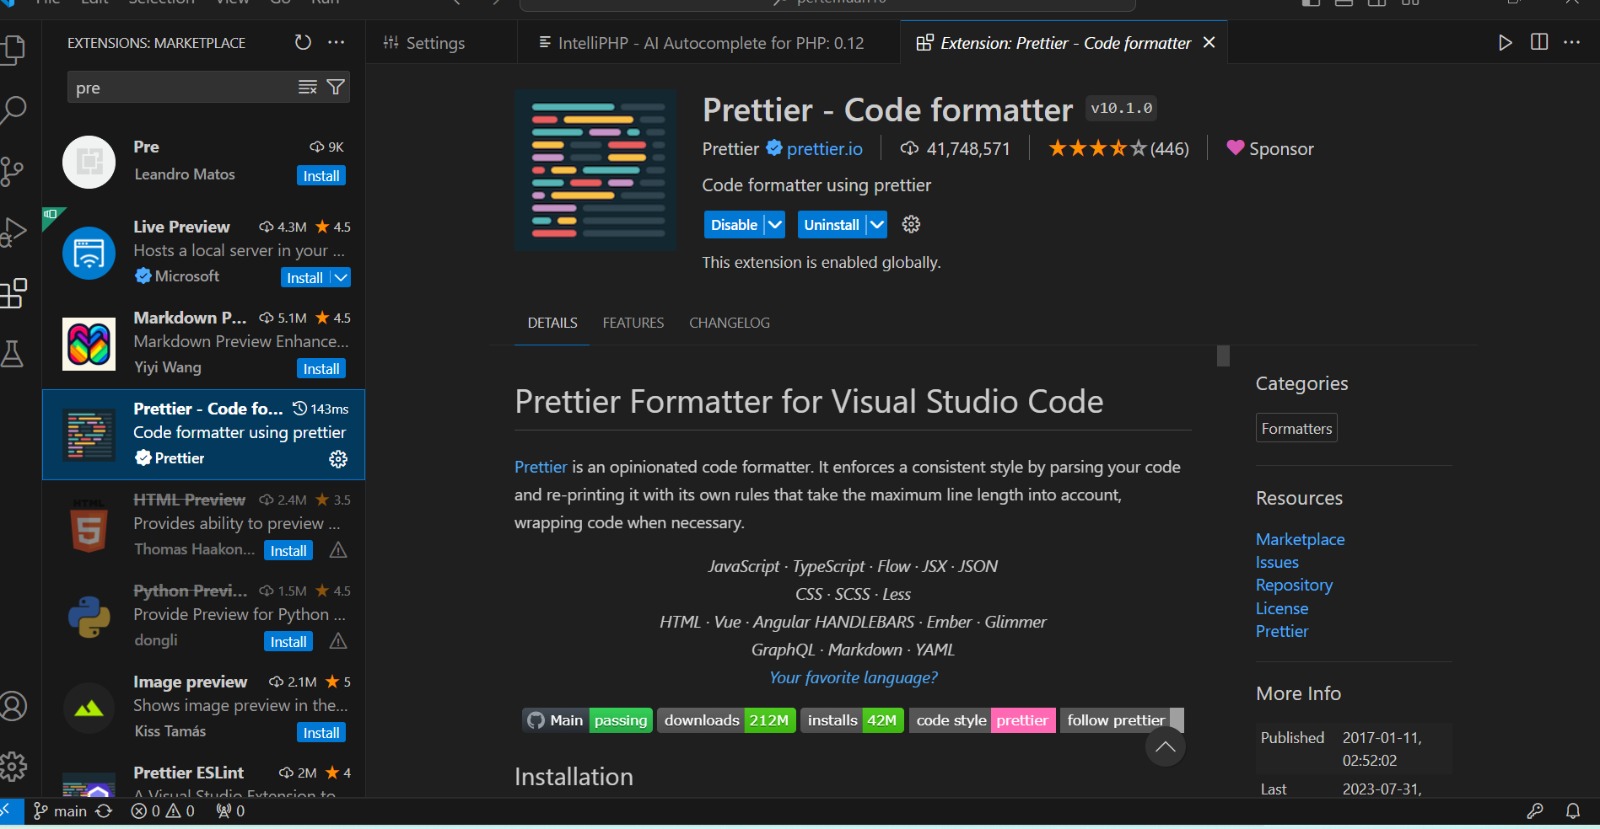 File Edit Selection View Go Run
EXTENSIONS: MARKETPLACE
Settings
IntelliPHP - AI Autocomplete for PHP: 0.12
Extension: Prettier - Code formatter
pre
Pre 9K
Leandro Matos Install
Live Preview 4.3M 4.5
Hosts a local server in your ...
Microsoft Install
Markdown P... 5.1M 4.5
Markdown Preview Enhance...
Yiyi Wang Install
Prettier - Code fo... 143ms
Code formatter using prettier
Prettier
HTML Preview 2.4M 3.5
Provides ability to preview ...
Thomas Haakon... Install
Python Previ... 1.5M 4.5
Provide Preview for Python ...
dongli Install
Image preview 2.1M 5
Shows image preview in the...
Kiss Tamás Install
Prettier ESLint 2M 4
A Visual Studio Extension to
Prettier - Code formatter v10.1.0
Prettier prettier.io 41,748,571 (446) Sponsor
Code formatter using prettier
Disable Uninstall
This extension is enabled globally.
DETAILS FEATURES CHANGELOG
Prettier Formatter for Visual Studio Code
Prettier is an opinionated code formatter. It enforces a consistent style by parsing your code
and re-printing it with its own rules that take the maximum line length into account,
wrapping code when necessary.
JavaScript · TypeScript · Flow · JSX · JSON
CSS · SCSS · Less
HTML · Vue · Angular HANDLEBARS · Ember · Glimmer
GraphQL · Markdown · YAML
Your favorite language?
Main passing downloads 212M installs 42M code style prettier follow prettier
Installation
Categories
Formatters
Resources
Marketplace
Issues
Repository
License
Prettier
More Info
Published 2017-01-11,
02:52:02
Last 2023-07-31,
main 0 0 0